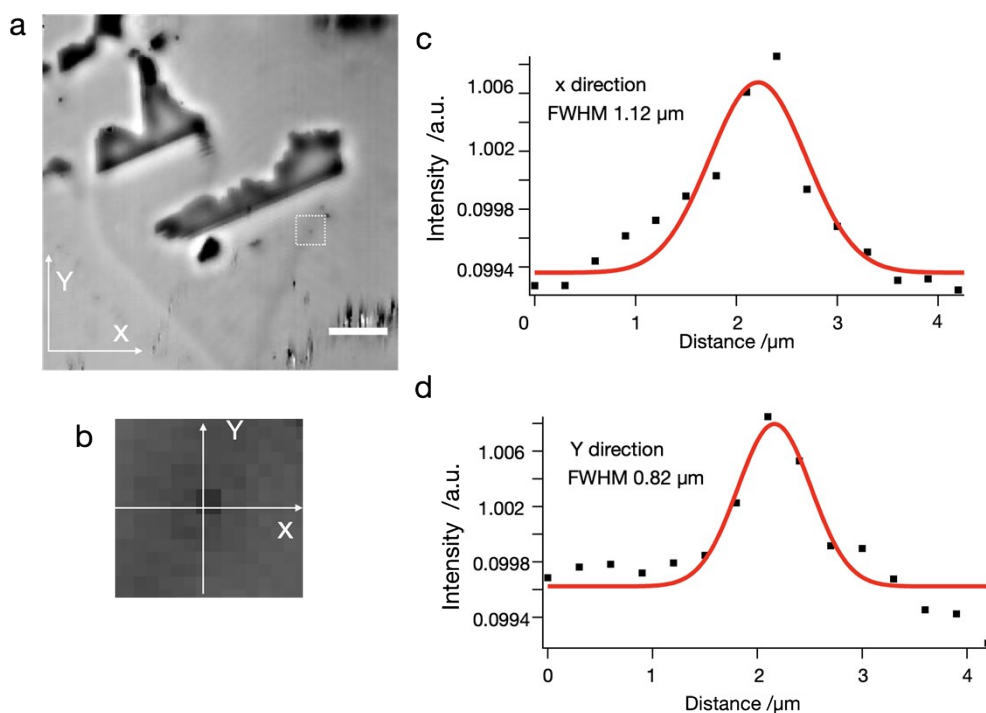 a
Y
X
b
Y
X
c
x direction
FWHM 1.12 µm
1.006
1.002
0.0998
0.0994
Intensity /a.u.
0
1
2
3
4
Distance /µm
d
Y direction
FWHM 0.82 µm
1.006
1.002
0.0998
0.0994
Intensity /a.u.
0
1
2
3
4
Distance /µm